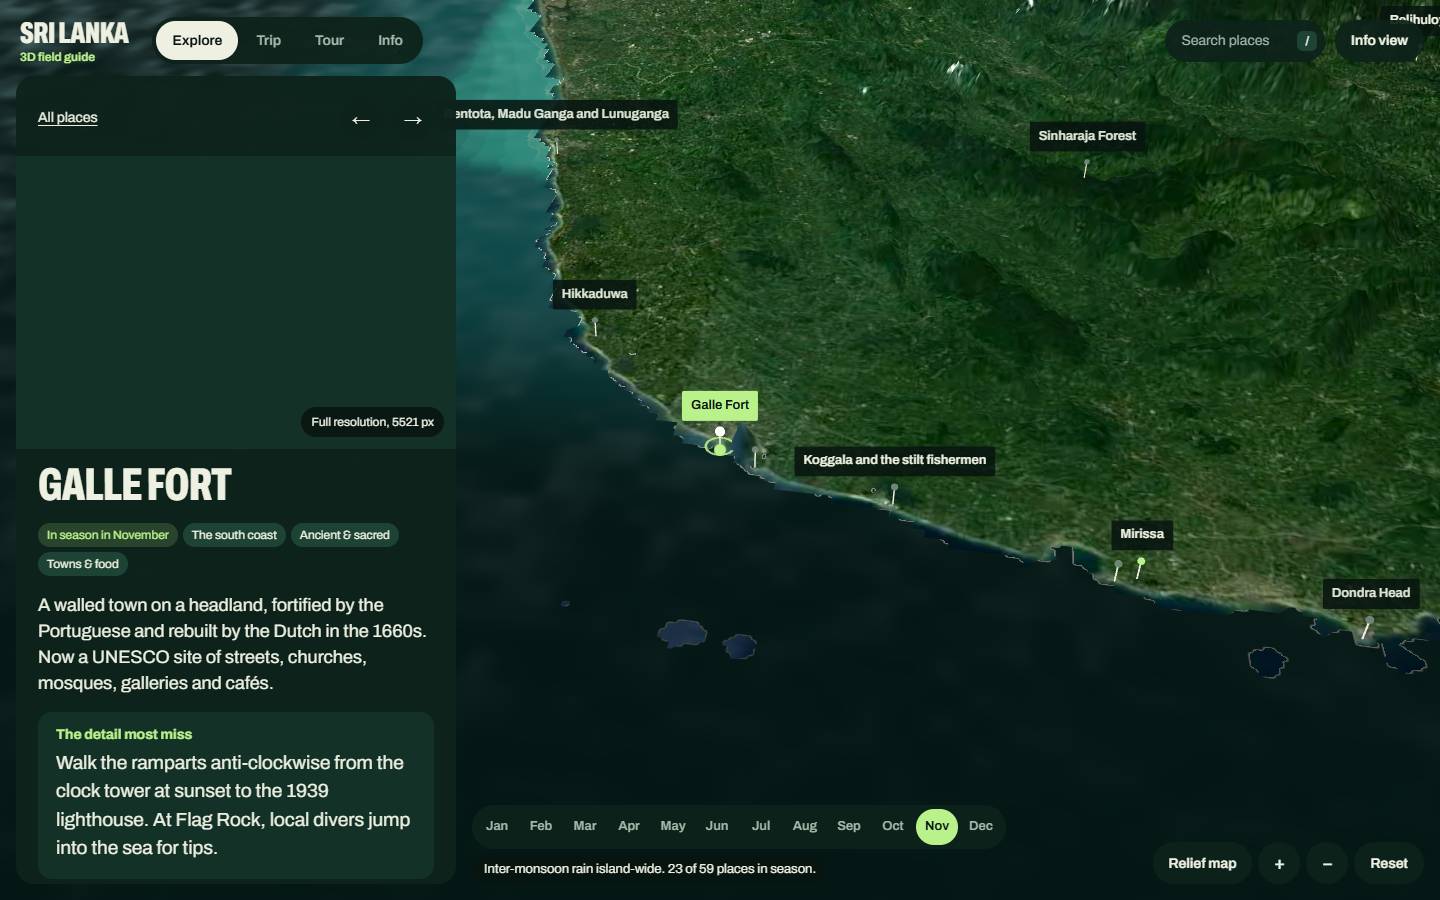 SRI LANKA
3D field guide
Explore
Trip
Tour
Info
Search places
/
Info view
All places
← →
entota, Madu Ganga and Lunuganga
Sinharaja Forest
Hikkaduwa
Galle Fort
Koggala and the stilt fishermen
Mirissa
Dondra Head
Full resolution, 5521 px
GALLE FORT
In season in November
The south coast
Ancient & sacred
Towns & food
A walled town on a headland, fortified by the
Portuguese and rebuilt by the Dutch in the 1660s.
Now a UNESCO site of streets, churches,
mosques, galleries and cafés.
The detail most miss
Walk the ramparts anti-clockwise from the
clock tower at sunset to the 1939
lighthouse. At Flag Rock, local divers jump
into the sea for tips.
Jan Feb Mar Apr May Jun Jul Aug Sep Oct Nov Dec
Inter-monsoon rain island-wide. 23 of 59 places in season.
Relief map
+
−
Reset